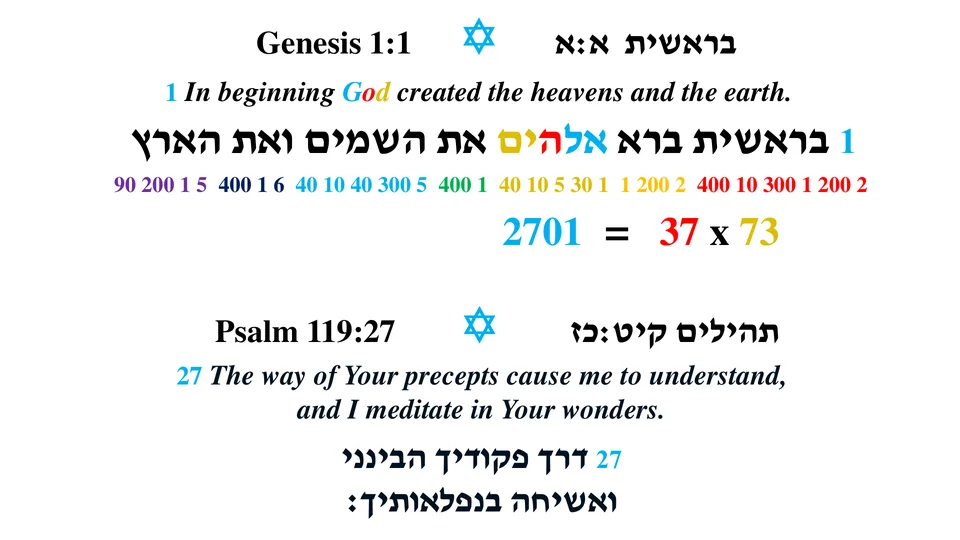 Genesis 1:1 ✡ בראשית א:א
1 In beginning God created the heavens and the earth.
1 בראשית ברא אלהים את השמים ואת הארץ
90 200 1 5 400 1 6 40 10 40 300 5 400 1 40 10 5 30 1 1 200 2 400 10 300 1 200 2
2701 = 37 x 73
Psalm 119:27 ✡ תהילים קיט:כז
27 The way of Your precepts cause me to understand,
and I meditate in Your wonders.
27 דרך פקודיך הבינני
ואשיחה בנפלאותיך: